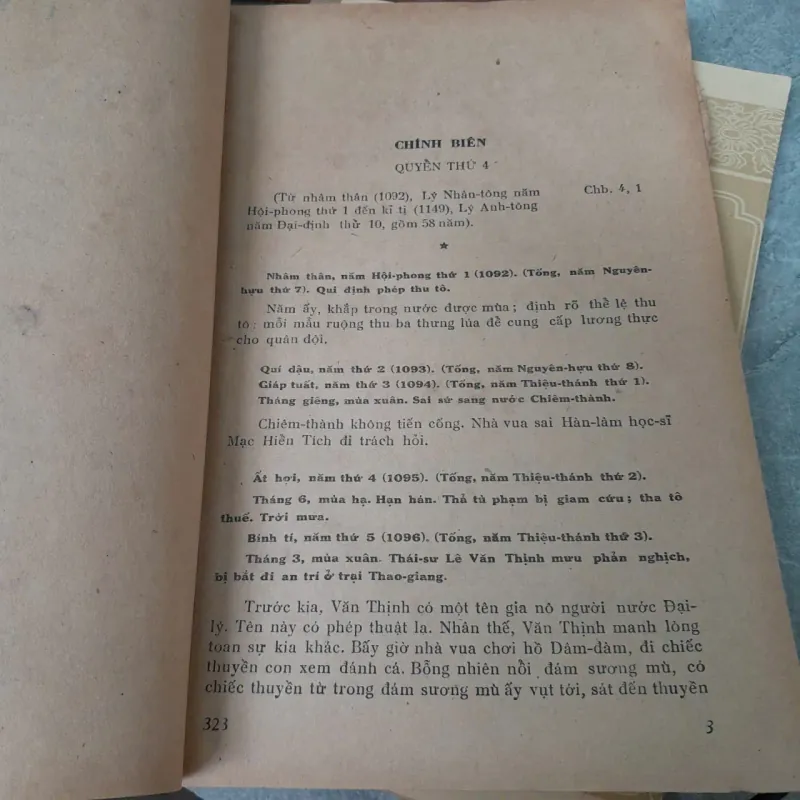 CHÍNH BIÊN
QUYỂN THỨ 4
(Từ nhâm thân (1092), Lý Nhân-tông năm Chb. 4, 1
Hội-phong thứ 1 đến kỉ tị (1149), Lý Anh-tông
năm Đại-định thứ 10, gồm 58 năm).
★
Nhâm thân, năm Hội-phong thứ 1 (1092). (Tống, năm Nguyên-
hựu thứ 7). Qui định phép thu tô.
Năm ấy, khắp trong nước được mùa; định rõ thể lệ thu
tô: mỗi mẫu ruộng thu ba thưng lúa để cung cấp lương thực
cho quân đội.
Quí dậu, năm thứ 2 (1093). (Tống, năm Nguyên-hựu thứ 8).
Giáp tuất, năm thứ 3 (1094). (Tống, năm Thiệu-thánh thứ 1).
Tháng giêng, mùa xuân. Sai sứ sang nước Chiêm-thành.
Chiêm-thành không tiến cống. Nhà vua sai Hàn-lâm học-sĩ
Mạc Hiển Tích đi trách hỏi.
Ất hợi, năm thứ 4 (1095). (Tống, năm Thiệu-thánh thứ 2).
Tháng 6, mùa hạ. Hạn hán. Thả tù phạm bị giam cứu; tha tô
thuế. Trời mưa.
Bính tí, năm thứ 5 (1096). (Tống, năm Thiệu-thánh thứ 3).
Tháng 3, mùa xuân. Thái-sư Lê Văn Thịnh mưu phản nghịch,
bị bắt đi an trí ở trại Thao-giang.
Trước kia, Văn Thịnh có một tên gia nô người nước Đại-
lý. Tên này có phép thuật lạ. Nhân thế, Văn Thịnh manh lòng
toan sự kia khác. Bấy giờ nhà vua chơi hồ Dâm-đàm, đi chiếc
thuyền con xem đánh cá. Bỗng nhiên nổi đám sương mù, có
chiếc thuyền từ trong đám sương mù ấy vụt tới, sát đến thuyền
323 3